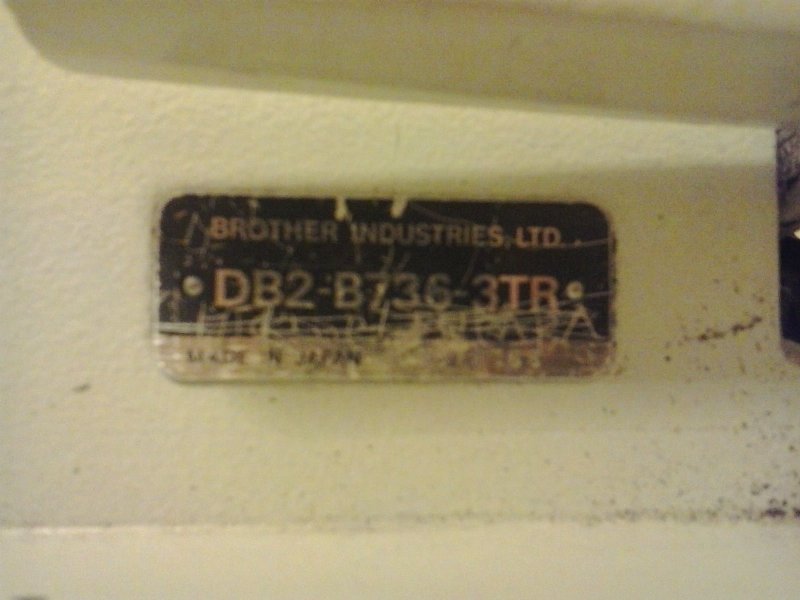 BROTHER INDUSTRIES, LTD.
DB2-B736-3TR
MADE IN JAPAN